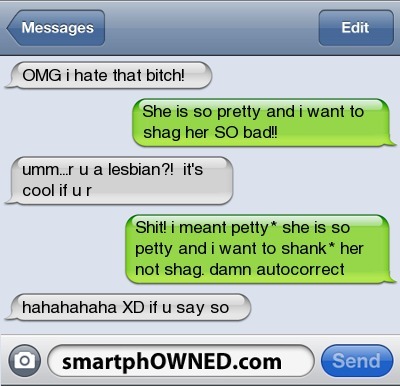 Messages
Edit
OMG i hate that bitch!
She is so pretty and i want to
shag her SO bad!!
umm...r u a lesbian?!  it's
cool if u r
Shit! i meant petty* she is so
petty and i want to shank* her
not shag. damn autocorrect
hahahahaha XD if u say so
smartphOWNED.com
Send